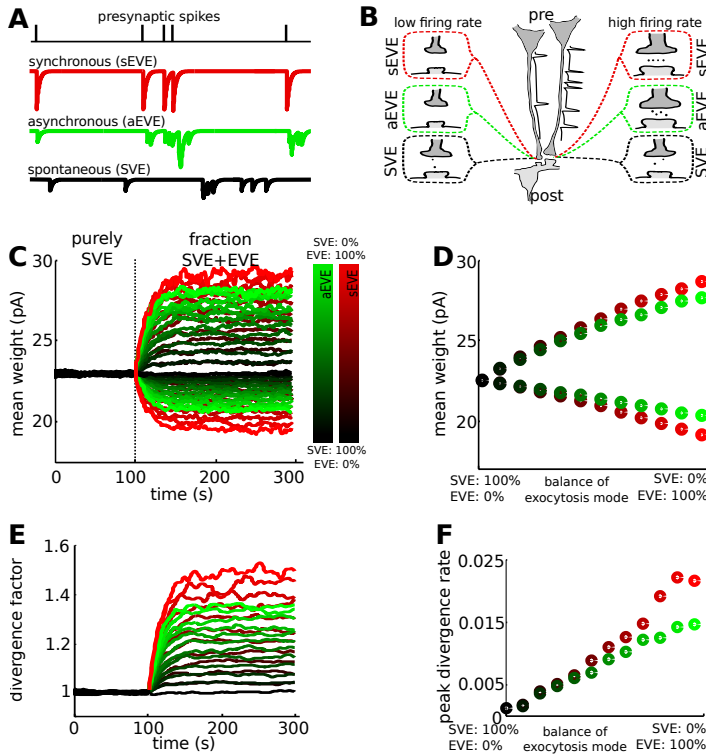 A
presynaptic spikes
synchronous (sEVE)
asynchronous (aEVE)
spontaneous (SVE)
B
low firing rate
pre
high firing rate
sEVE
aEVE
SVE
sEVE
aEVE
SVE
post
C
purely
SVE
fraction
SVE+EVE
SVE: 0%
EVE: 100%
aEVE
sEVE
SVE: 100%
EVE: 0%
mean weight (pA)
30
25
20
0
100
200
300
time (s)
D
mean weight (pA)
30
25
20
SVE: 100%
EVE: 0%
balance of
exocytosis mode
SVE: 0%
EVE: 100%
E
divergence factor
1.6
1.4
1.2
1
0
100
200
300
time (s)
F
peak divergence rate
0.025
0.015
0.005
0
SVE: 100%
EVE: 0%
balance of
exocytosis mode
SVE: 0%
EVE: 100%